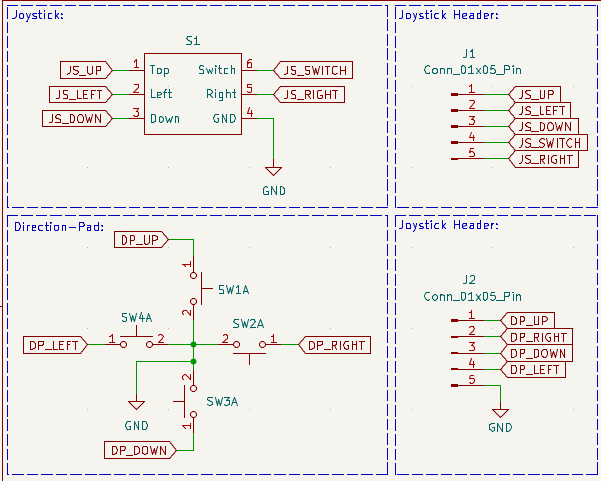 Joystick:
S1
JS_UP 1 Top Switch 6 JS_SWITCH
JS_LEFT 2 Left Right 5 JS_RIGHT
JS_DOWN 3 Down GND 4
GND
Joystick Header:
J1
Conn_01x05_Pin
1 JS_UP
2 JS_LEFT
3 JS_DOWN
4 JS_SWITCH
5 JS_RIGHT
Direction-Pad:
DP_UP
1
SW1A
2
SW4A
SW2A
DP_LEFT 1 2 2 1 DP_RIGHT
2
SW3A
1
GND
DP_DOWN
Joystick Header:
J2
Conn_01x05_Pin
1 DP_UP
2 DP_RIGHT
3 DP_DOWN
4 DP_LEFT
5
GND